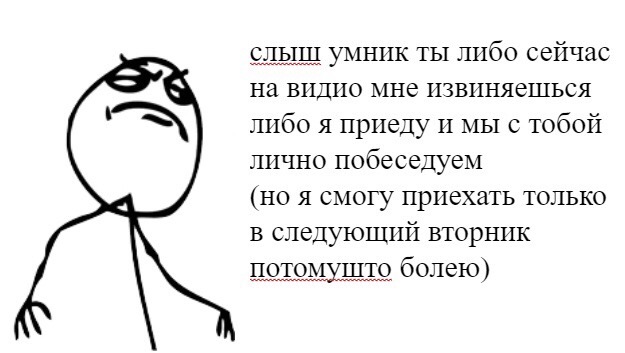 слыш умник ты либо сейчас
на видио мне извиняешься
либо я приеду и мы с тобой
лично побеседуем
(но я смогу приехать только
в следующий вторник
потомушто болею)